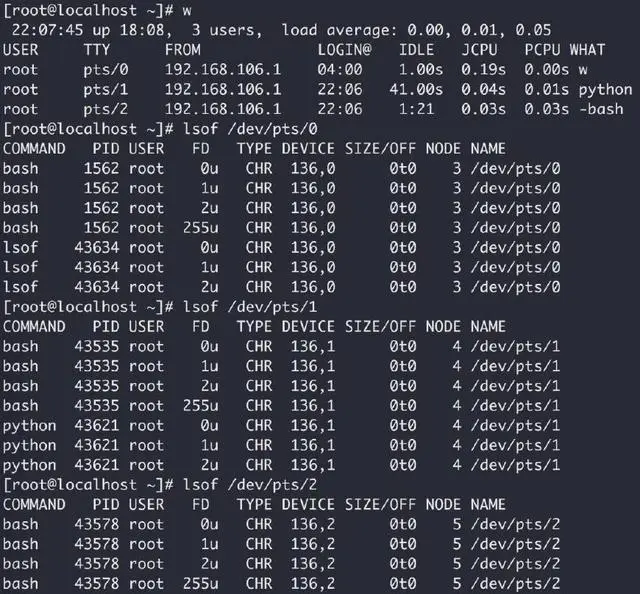 [root@localhost ~]# w
 22:07:45 up 18:08,  3 users,  load average: 0.00, 0.01, 0.05
USER     TTY      FROM             LOGIN@   IDLE   JCPU   PCPU WHAT
root     pts/0    192.168.106.1    04:00    1.00s  0.19s  0.00s w
root     pts/1    192.168.106.1    22:06   41.00s  0.04s  0.01s python
root     pts/2    192.168.106.1    22:06    1:21   0.03s  0.03s -bash
[root@localhost ~]# lsof /dev/pts/0
COMMAND   PID USER   FD   TYPE DEVICE SIZE/OFF NODE NAME
bash     1562 root    0u   CHR  136,0      0t0    3 /dev/pts/0
bash     1562 root    1u   CHR  136,0      0t0    3 /dev/pts/0
bash     1562 root    2u   CHR  136,0      0t0    3 /dev/pts/0
bash     1562 root  255u   CHR  136,0      0t0    3 /dev/pts/0
lsof    43634 root    0u   CHR  136,0      0t0    3 /dev/pts/0
lsof    43634 root    1u   CHR  136,0      0t0    3 /dev/pts/0
lsof    43634 root    2u   CHR  136,0      0t0    3 /dev/pts/0
[root@localhost ~]# lsof /dev/pts/1
COMMAND   PID USER   FD   TYPE DEVICE SIZE/OFF NODE NAME
bash    43535 root    0u   CHR  136,1      0t0    4 /dev/pts/1
bash    43535 root    1u   CHR  136,1      0t0    4 /dev/pts/1
bash    43535 root    2u   CHR  136,1      0t0    4 /dev/pts/1
bash    43535 root  255u   CHR  136,1      0t0    4 /dev/pts/1
python  43621 root    0u   CHR  136,1      0t0    4 /dev/pts/1
python  43621 root    1u   CHR  136,1      0t0    4 /dev/pts/1
python  43621 root    2u   CHR  136,1      0t0    4 /dev/pts/1
[root@localhost ~]# lsof /dev/pts/2
COMMAND   PID USER   FD   TYPE DEVICE SIZE/OFF NODE NAME
bash    43578 root    0u   CHR  136,2      0t0    5 /dev/pts/2
bash    43578 root    1u   CHR  136,2      0t0    5 /dev/pts/2
bash    43578 root    2u   CHR  136,2      0t0    5 /dev/pts/2
bash    43578 root  255u   CHR  136,2      0t0    5 /dev/pts/2